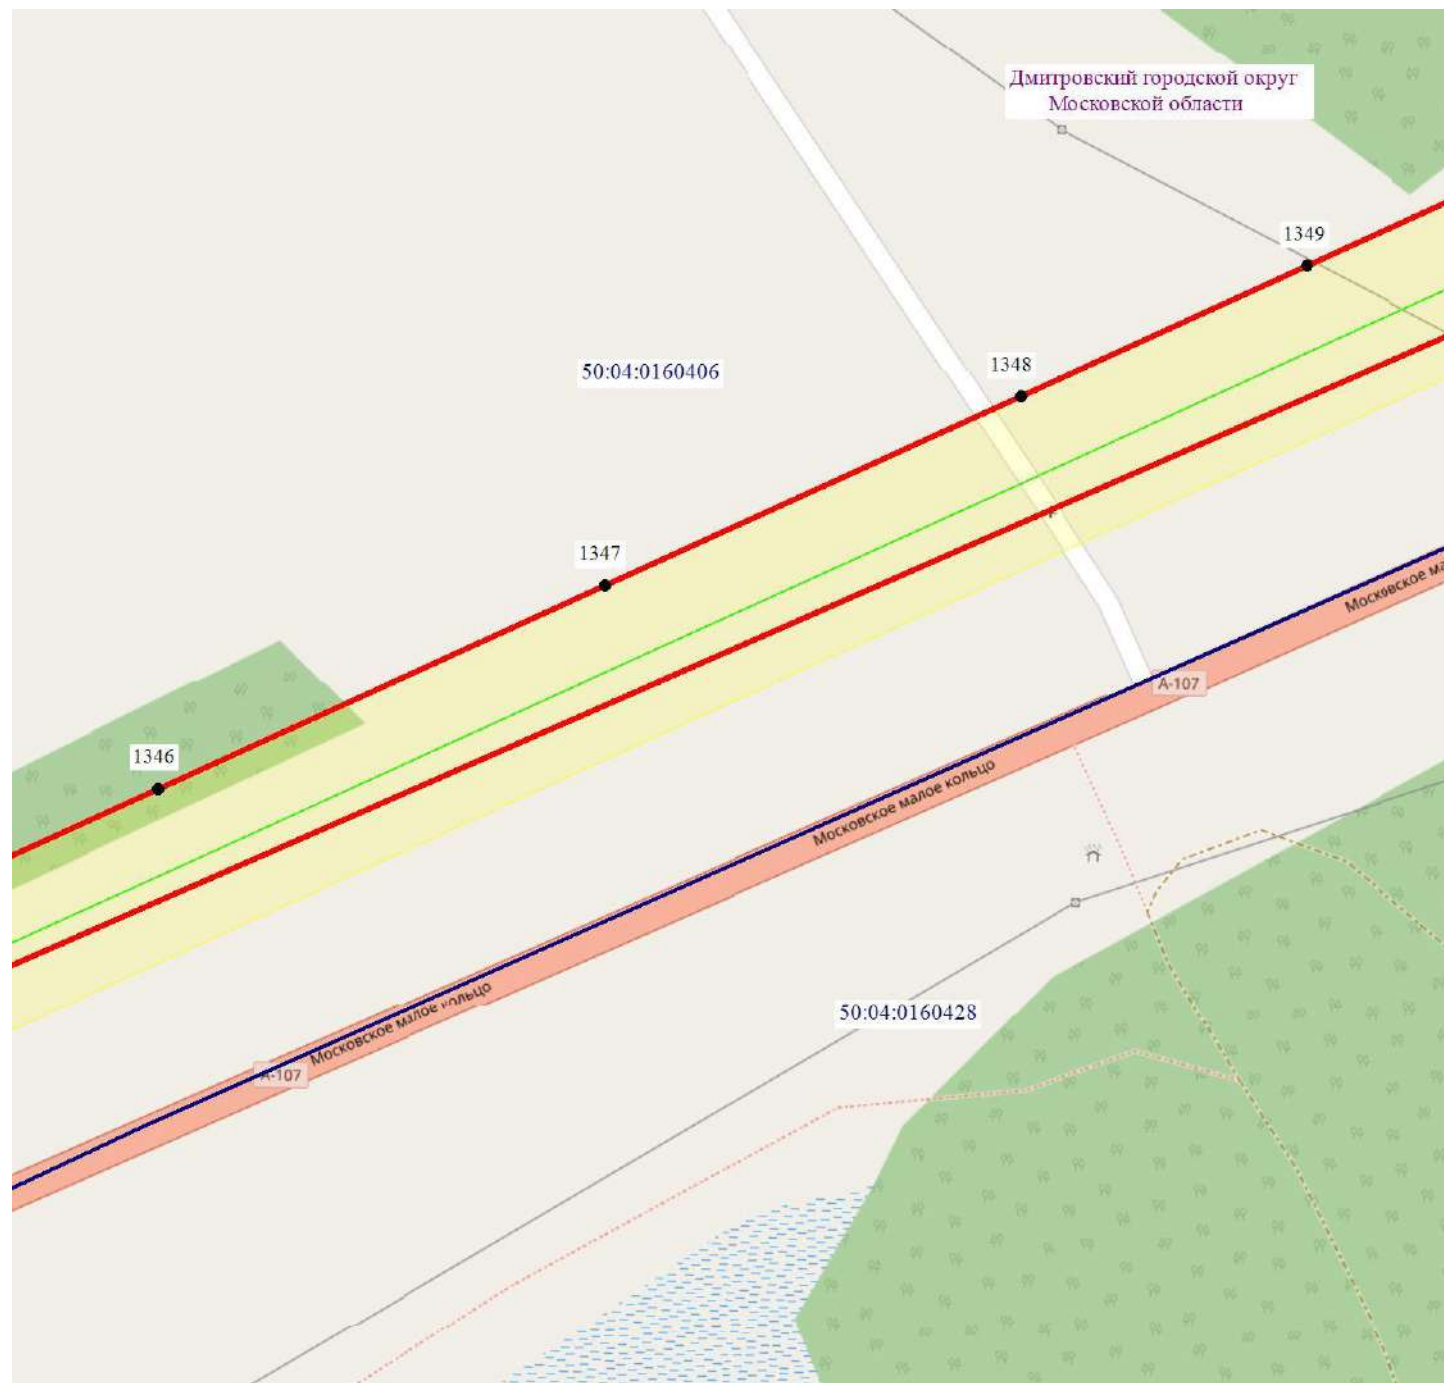 Дмитровский городской округ
Московской области
1349
1348
50:04:0160406
1347
Московское ма
А-107
1346
Московское малое кольцо
50:04:0160428
Московское малое кольцо
А-107